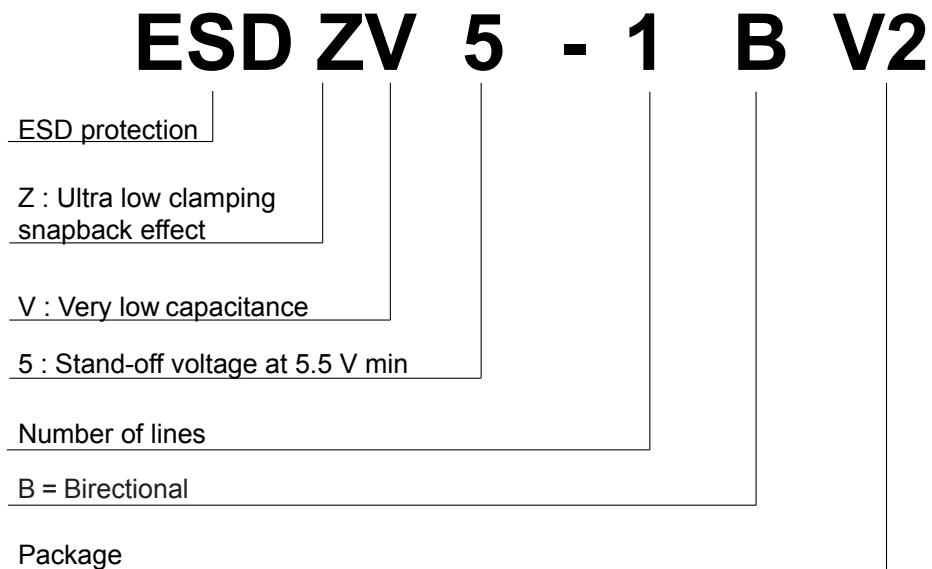 ESD ZV 5 - 1 B V2
ESD protection
Z : Ultra low clamping
snapback effect
V : Very low capacitance
5 : Stand-off voltage at 5.5 V min
Number of lines
B = Birectional
Package